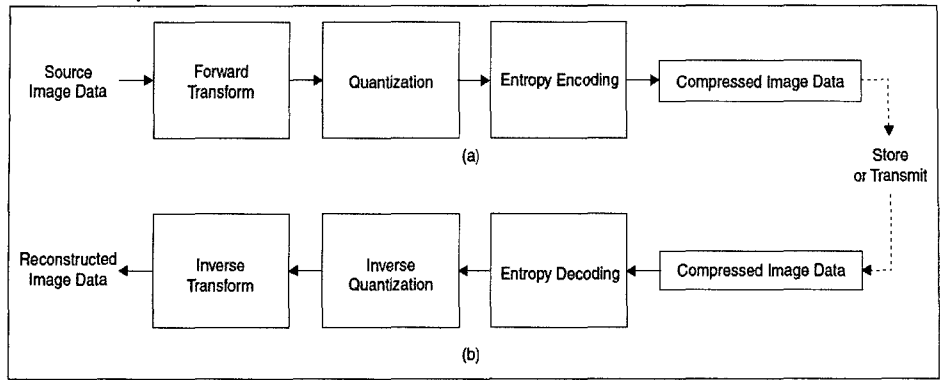 Source
Image Data
Forward
Transform
Quantization
Entropy Encoding
Compressed Image Data
(a)
Store
or Transmit
Reconstructed
Image Data
Inverse
Transform
Inverse
Quantization
Entropy Decoding
Compressed Image Data
(b)